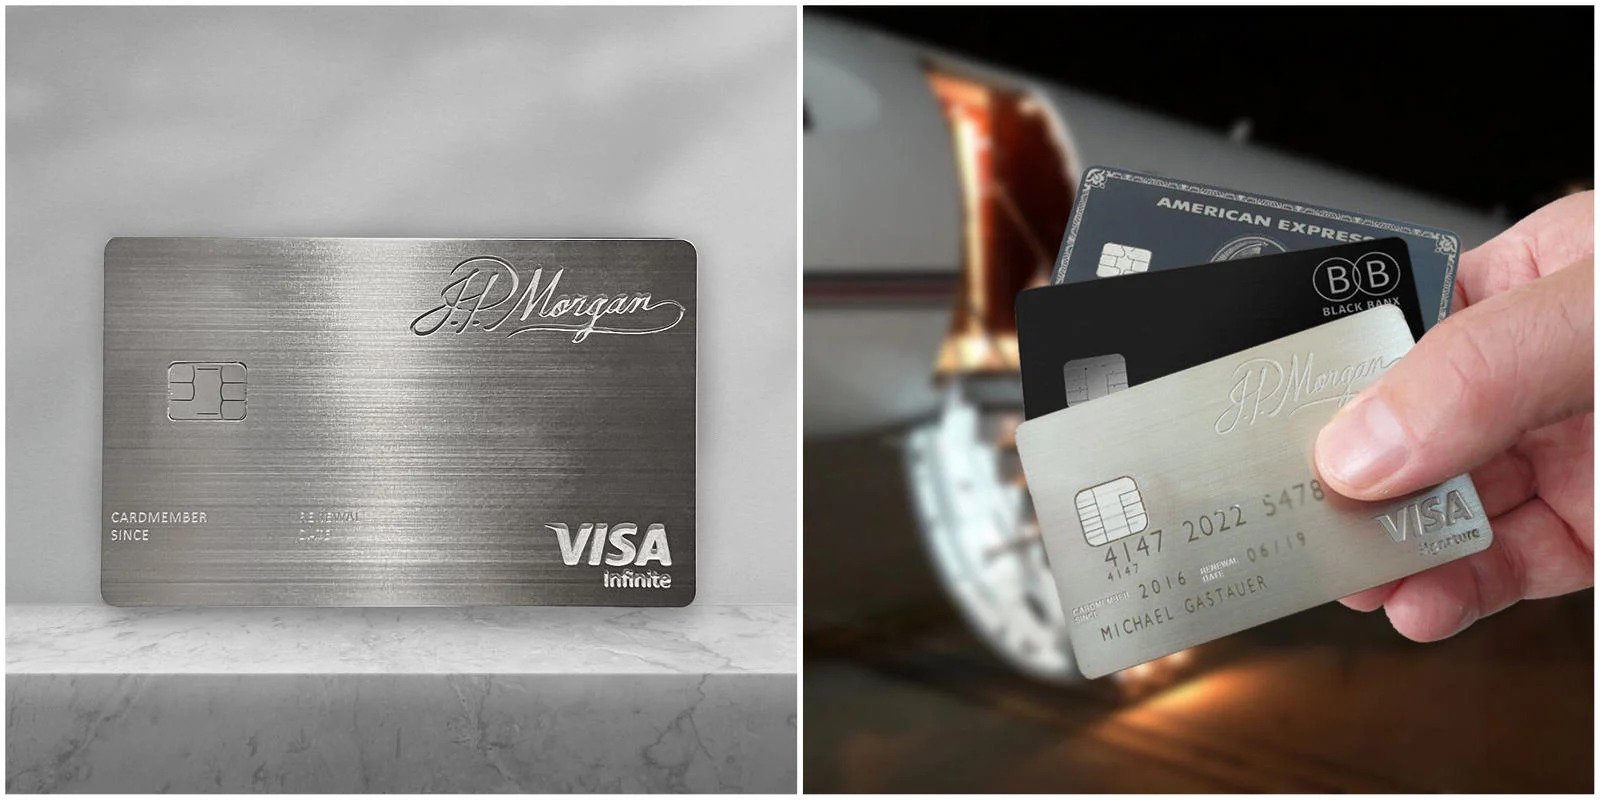 J.P. Morgan
CARDMEMBER
SINCE
RENEWAL
DATE
VISA
Infinite
AMERICAN EXPRESS
BB
BLACK BANX
J.P. Morgan
4147 2022 5478
4147
CARDMEMBER
SINCE
2016
RENEWAL
DATE
06/19
MICHAEL GASTAUER
VISA
Signature